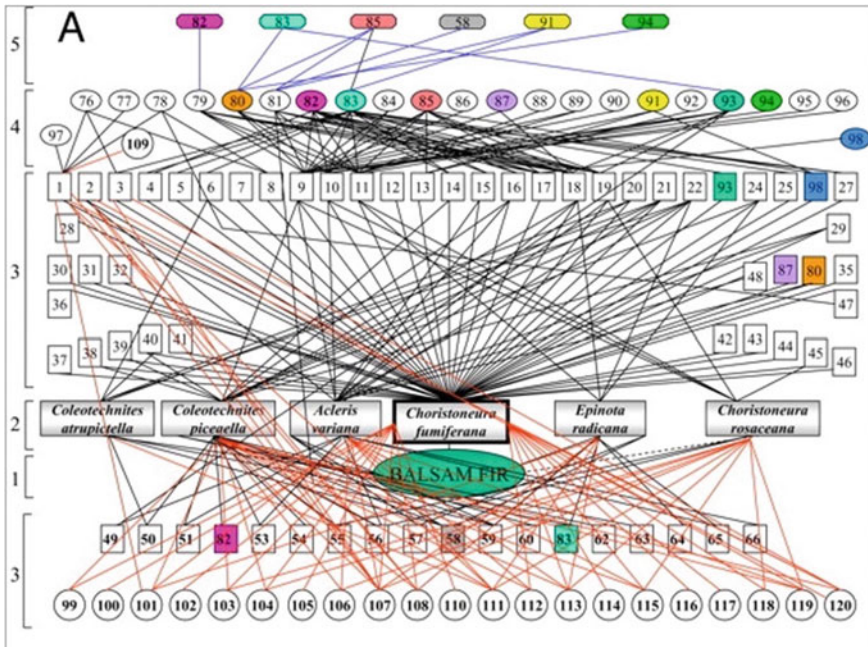 A
5
82 83 85 58 91 94
76 77 78 79 80 81 82 83 84 85 86 87 88 89 90 91 92 93 94 95 96
4
97 109 98
1 2 3 4 5 6 7 8 9 10 11 12 13 14 15 16 17 18 19 20 21 22 93 24 25 98 27
28 29
3
30 31 32 48 87 80 35
36 47
37 38 39 40 41 42 43 44 45 46
2
Coleotechnites Coleotechnites Acleris Choristoneura Epinota Choristoneura
atrupictella piceaella variana fumiferana radicana rosaceana
1
BALSAM FIR
49 50 51 82 53 54 55 56 57 58 59 60 83 62 63 64 65 66
3
99 100 101 102 103 104 105 106 107 108 110 111 112 113 114 115 116 117 118 119 120